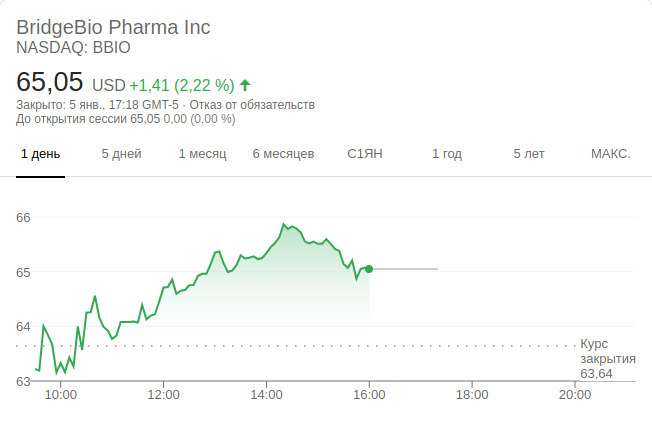 BridgeBio Pharma Inc
NASDAQ: BBIO
65,05 USD +1,41 (2,22 %)
Закрыто: 5 янв., 17:18 GMT-5 · Отказ от обязательств
До открытия сессии 65,05 0,00 (0,00 %)
1 день 5 дней 1 месяц 6 месяцев С1ЯН 1 год 5 лет МАКС.
66
65
64
Курс
закрытия
63,64
63
10:00 12:00 14:00 16:00 18:00 20:00